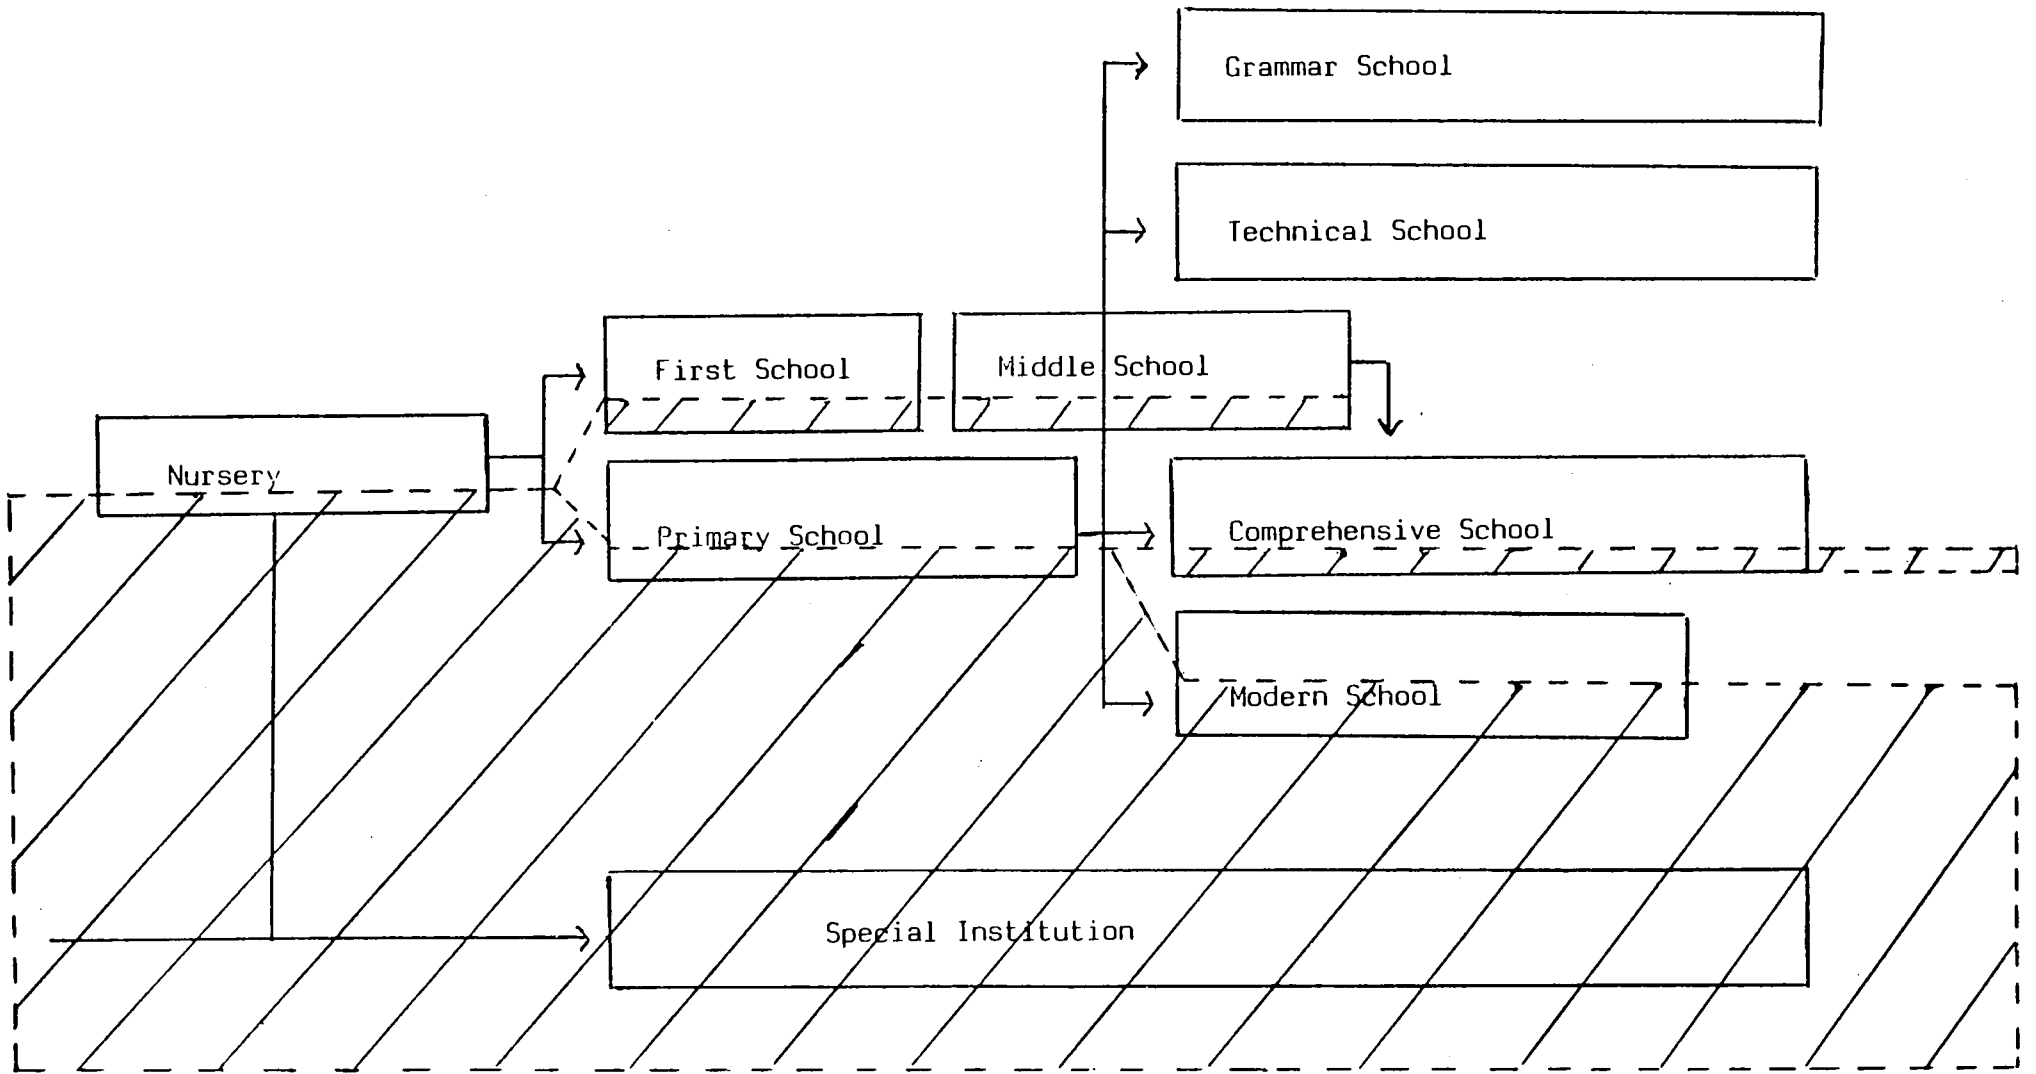 Grammar School
Technical School
First School
Middle School
Nursery
Primary School
Comprehensive School
Modern School
Special Institution